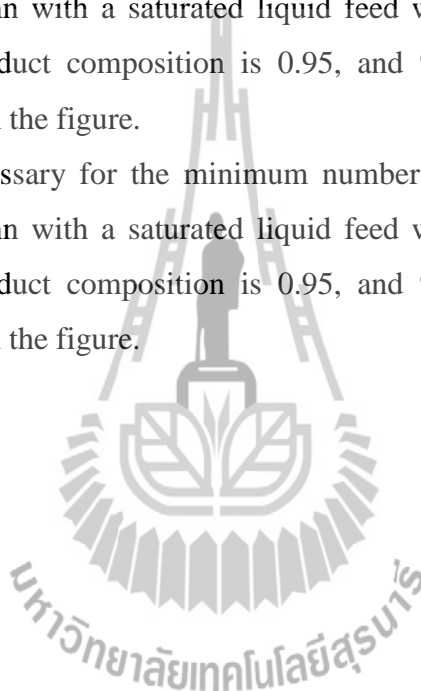 nn with a saturated liquid feed w
duct composition is 0.95, and
the figure.
ssary for the minimum number
nn with a saturated liquid feed w
duct composition is 0.95, and
the figure.
มหาวิทยาลัยเทคโนโลยีสุรนารี